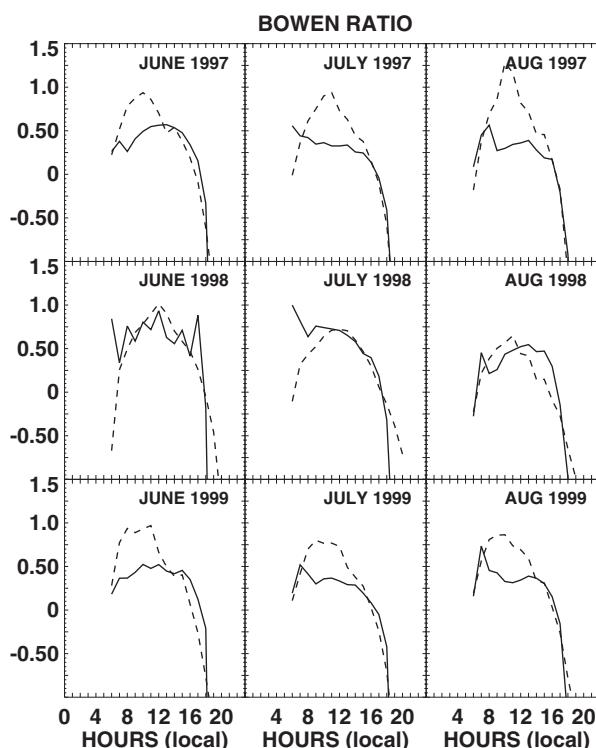 BOWEN RATIO
1.5 JUNE 1997 JULY 1997 AUG 1997
1.0
0.50
0
-0.50
1.5 JUNE 1998 JULY 1998 AUG 1998
1.0
0.50
0
-0.50
1.5 JUNE 1999 JULY 1999 AUG 1999
1.0
0.50
0
-0.50
0 4 8 12 16 20 4 8 12 16 20 4 8 12 16 20
HOURS (local) HOURS (local) HOURS (local)